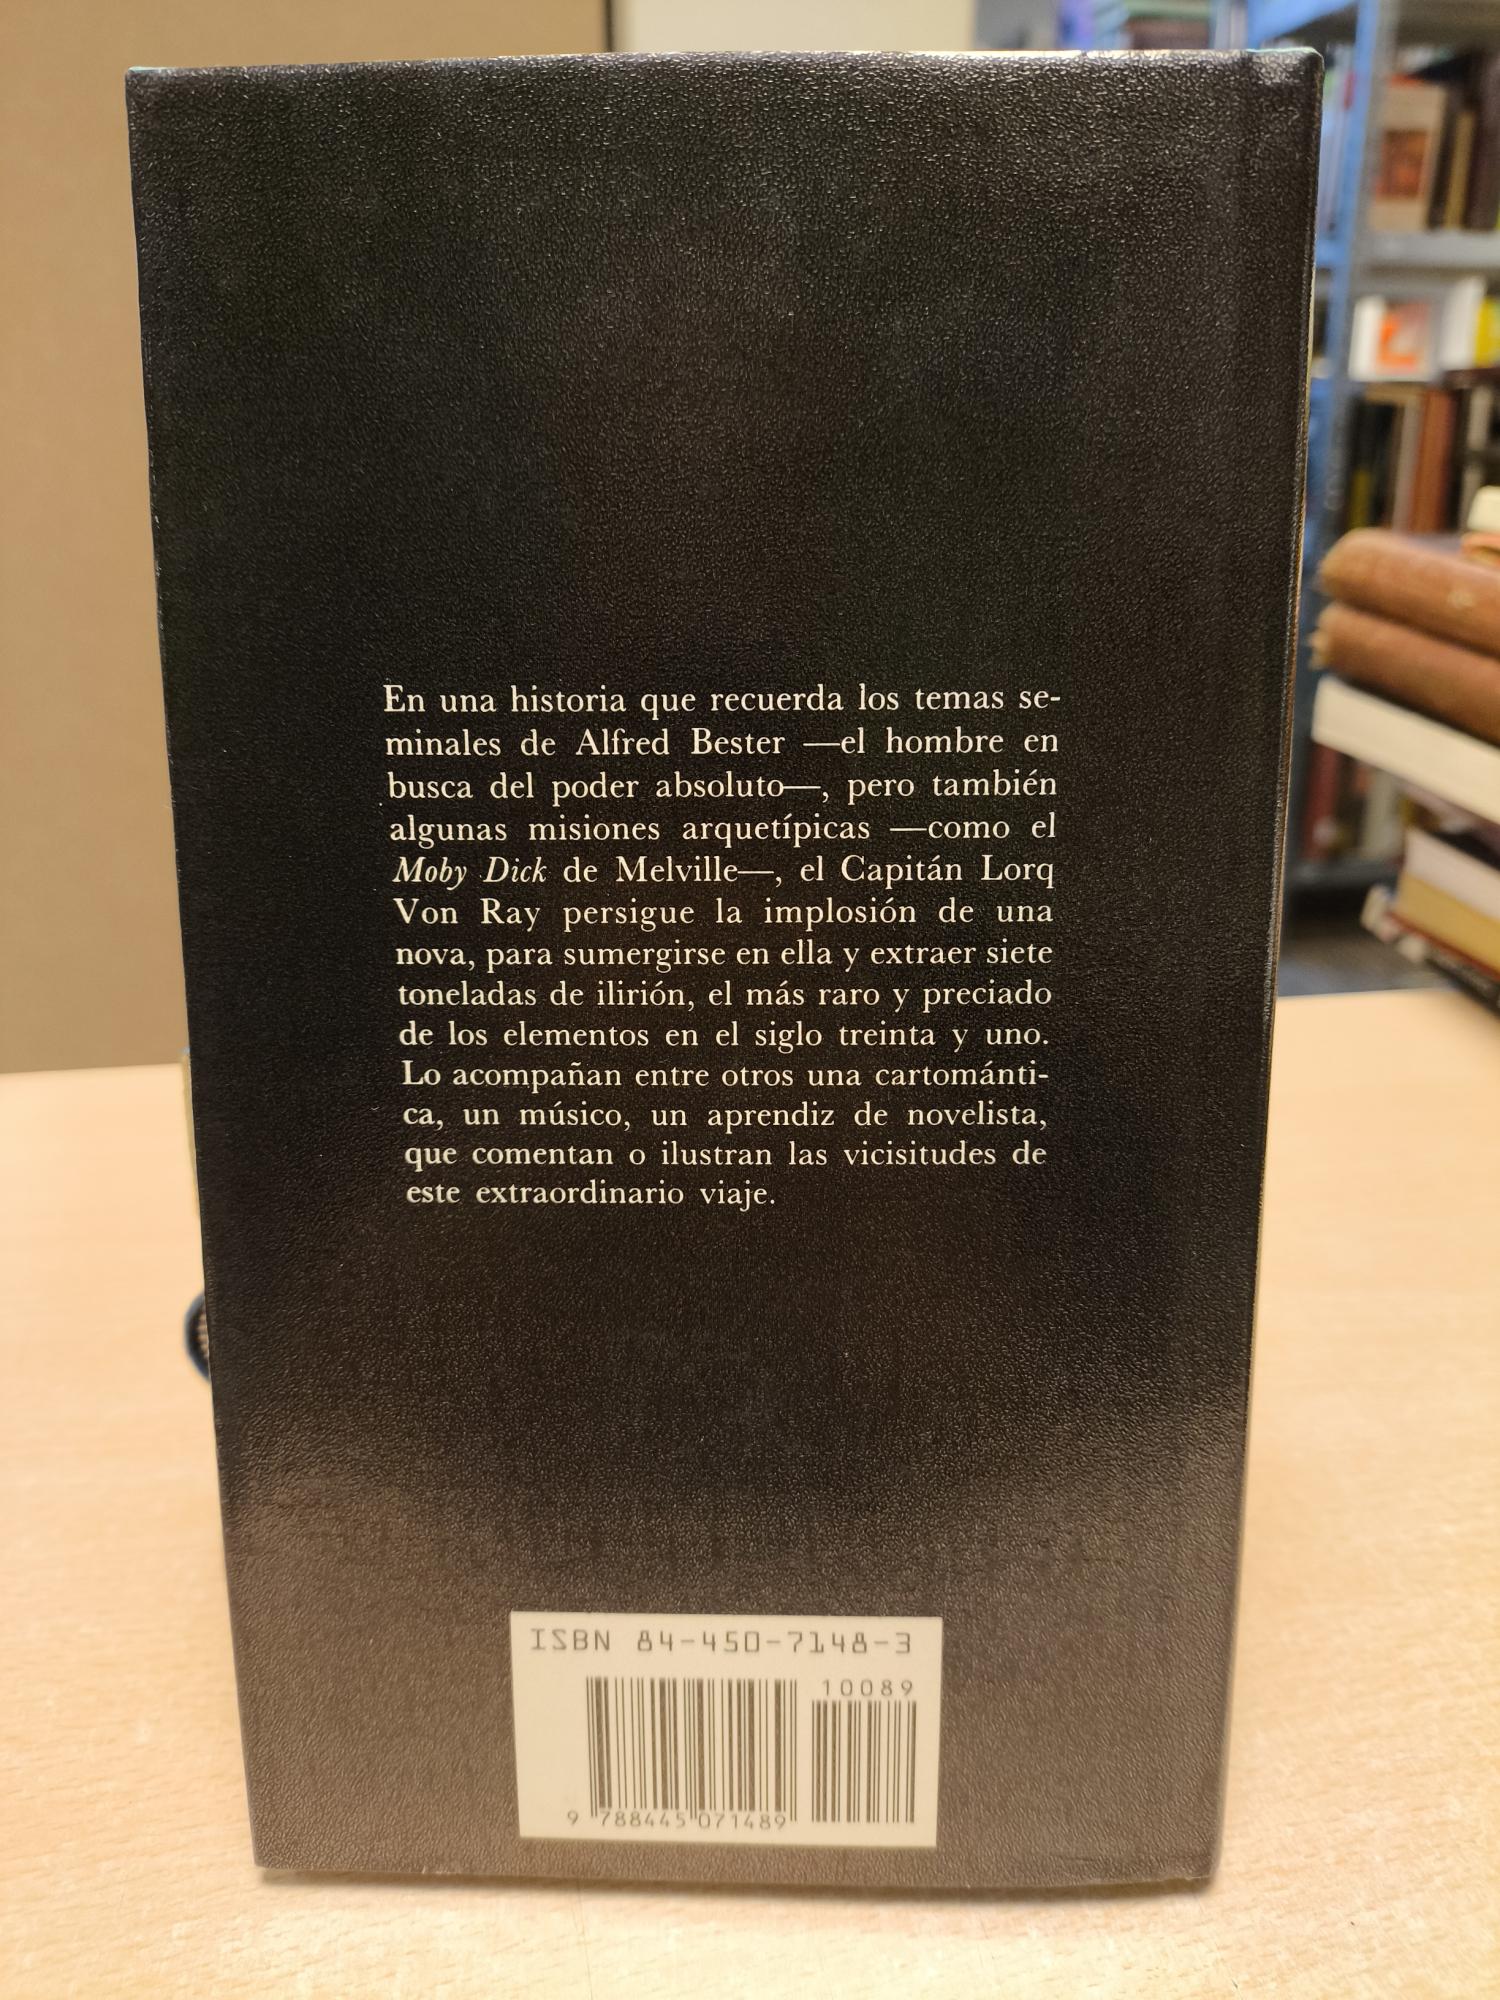 En una historia que recuerda los temas se-
minales de Alfred Bester —el hombre en
busca del poder absoluto—, pero también
algunas misiones arquetípicas —como el
Moby Dick de Melville—, el Capitán Lorq
Von Ray persigue la implosión de una
nova, para sumergirse en ella y extraer siete
toneladas de ilirión, el más raro y preciado
de los elementos en el siglo treinta y uno.
Lo acompañan entre otros una cartománti-
ca, un músico, un aprendiz de novelista,
que comentan o ilustran las vicisitudes de
este extraordinario viaje.
ISBN 84-450-7148-3
10089
9 788445 071489